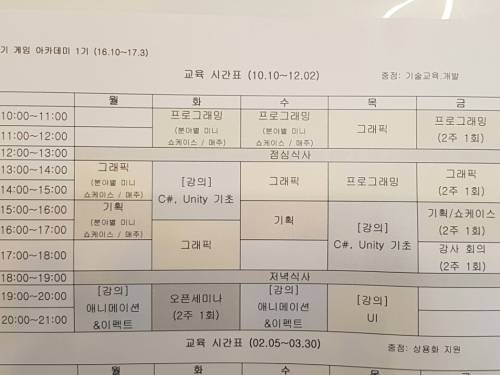 기 게임 아카데미 1기 (16.10~17.3)
교육 시간표 (10.10~12.02)
중점: 기술교육.개발
월 화 수 목 금
10:00~11:00
11:00~12:00
프로그래밍
(분야별 미니
쇼케이스 / 매주)
프로그래밍
(분야별 미니
쇼케이스 / 매주)
그래픽
프로그래밍
(2주 1회)
12:00~13:00 점심식사
13:00~14:00
14:00~15:00
그래픽
(분야별 미니
쇼케이스 / 매주)
[강의]
C#, Unity 기초
그래픽
프로그래밍
그래픽
(2주 1회)
15:00~16:00
16:00~17:00
17:00~18:00
기획
(분야별 미니
쇼케이스 / 매주)
그래픽
기획
[강의]
C#, Unity 기초
기획/쇼케이스
(2주 1회)
강사 회의
(2주 1회)
18:00~19:00 저녁식사
19:00~20:00
20:00~21:00
[강의]
애니메이션
&이펙트
오픈세미나
(2주 1회)
[강의]
애니메이션
&이펙트
[강의]
UI
교육 시간표 (02.05~03.30)
중점: 상용화 지원
월 화 수 목 금